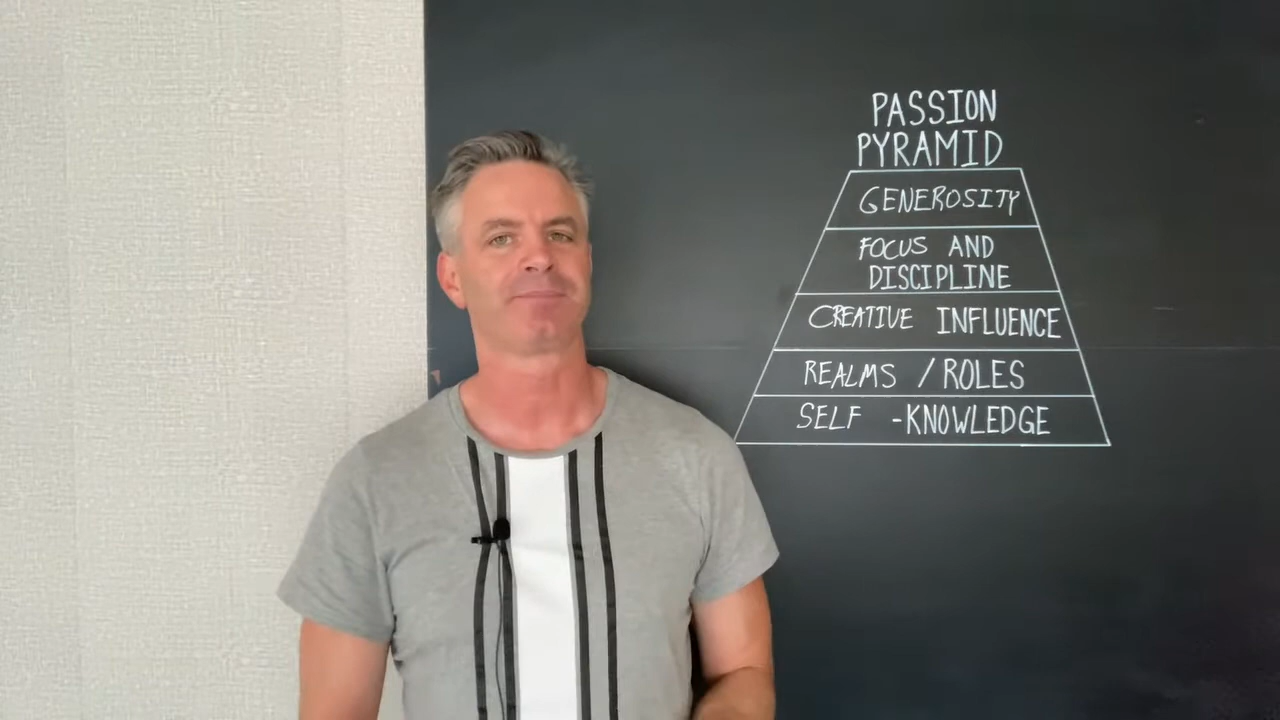 PASSION
PYRAMID
GENEROSITY
FOCUS AND
DISCIPLINE
CREATIVE INFLUENCE
REALMS / ROLES
SELF -KNOWLEDGE